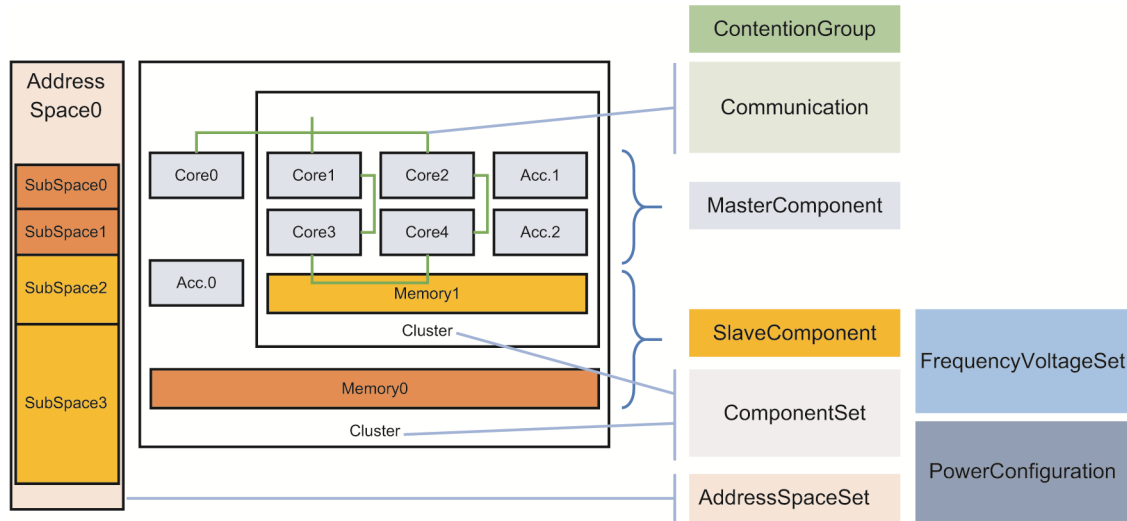 Address
Space0
SubSpace0
SubSpace1
SubSpace2
SubSpace3
Core0
Core1
Core2
Acc.1
Core3
Core4
Acc.2
Acc.0
Memory1
Cluster
Memory0
Cluster
ContentionGroup
Communication
MasterComponent
SlaveComponent
ComponentSet
AddressSpaceSet
FrequencyVoltageSet
PowerConfiguration